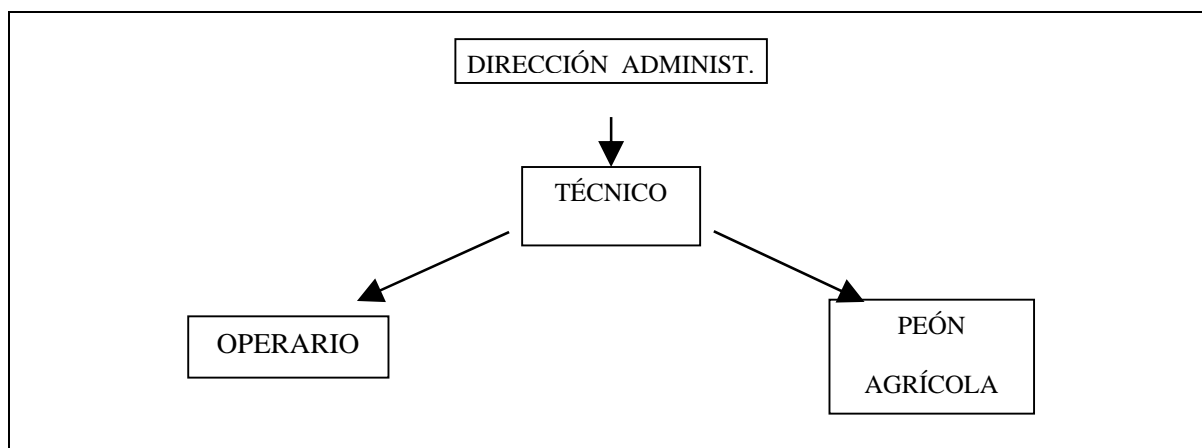 DIRECCIÓN ADMINIST.
TÉCNICO
OPERARIO
PEÓN
AGRÍCOLA